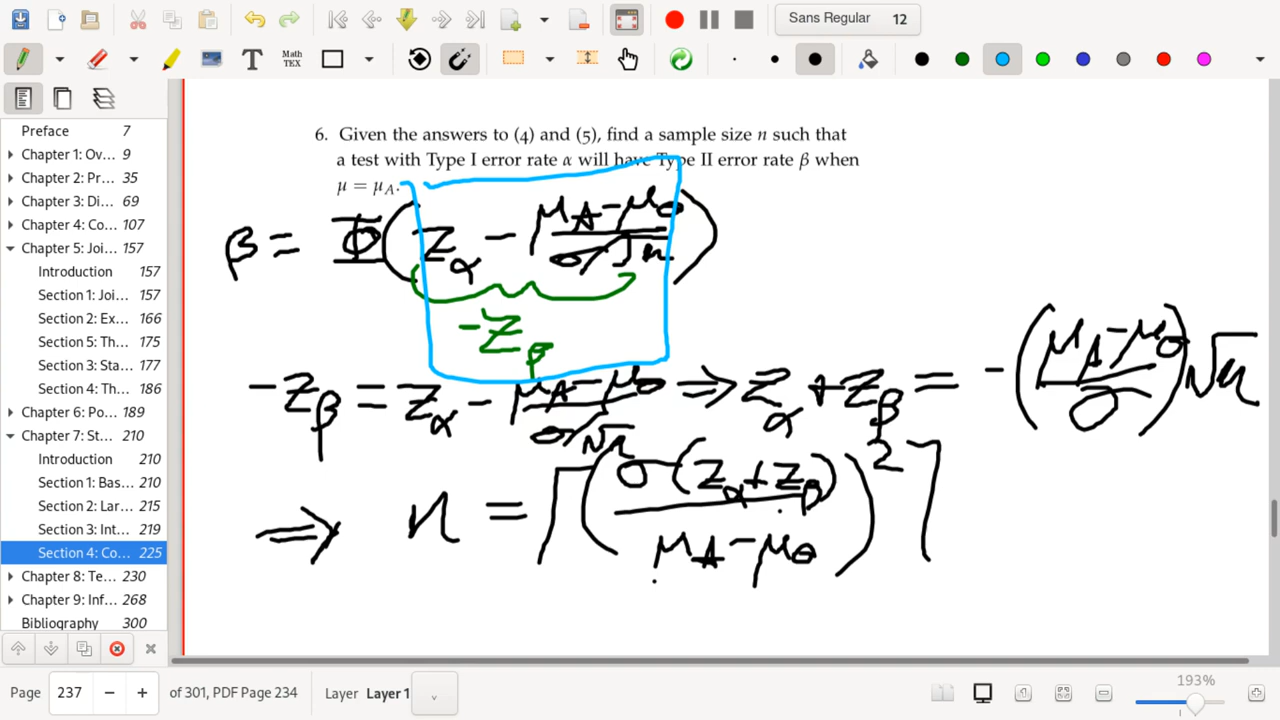 Sans Regular 12
T Math TEX
Preface 7
Chapter 1: Ov... 9
Chapter 2: Pr... 35
Chapter 3: Di... 69
Chapter 4: Co... 107
Chapter 5: Joi... 157
Introduction 157
Section 1: Joi... 157
Section 2: Ex... 166
Section 5: Th... 175
Section 3: Sta... 177
Section 4: Th... 186
Chapter 6: Po... 189
Chapter 7: St... 210
Introduction 210
Section 1: Bas... 210
Section 2: Lar... 215
Section 3: Int... 219
Section 4: Co... 225
Chapter 8: Te... 230
Chapter 9: Inf... 268
Bibliography 300
6. Given the answers to (4) and (5), find a sample size n such that
a test with Type I error rate α will have Type II error rate β when
μ = μ_A.
β = Φ(z_α − (μ_A − μ_0)/(σ/√n))
−z_β
−z_β = z_α − (μ_A − μ_0)/(σ/√n) ⇒ z_α + z_β = −((μ_A − μ_0)/σ)√n
⇒ n = ⌈(σ(z_α + z_β)/(μ_A − μ_0))²⌉
Page 237 − + of 301, PDF Page 234 Layer Layer 1 193%